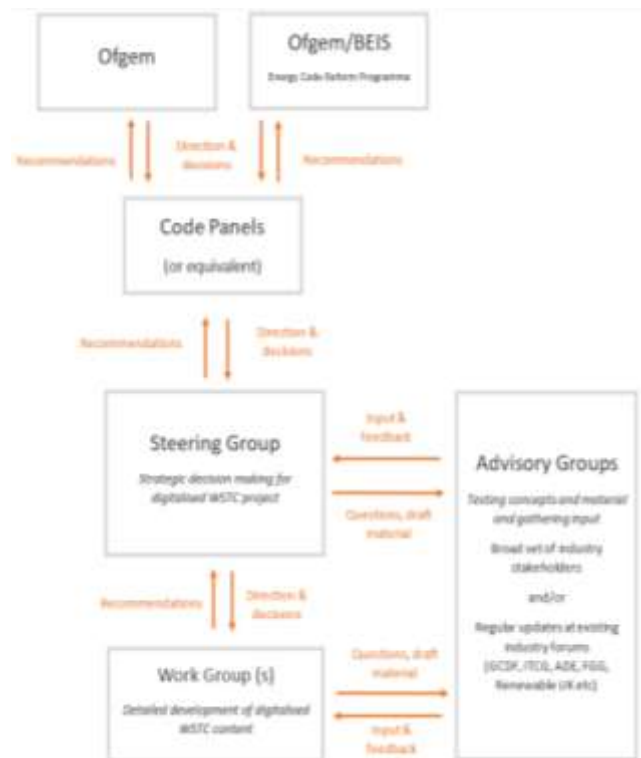 Ofgem
Ofgem/BEIS
Energy Code Reform Programme
Recommendations
Direction &
decisions
Recommendations
Code Panels
(or equivalent)
Recommendations
Direction &
decisions
Steering Group
Strategic decision making for
digitalised WSTC project
Input &
feedback
Questions, draft
material
Advisory Groups
Testing concepts and material
and gathering input
Broad set of industry
stakeholders
and/or
Regular updates at existing
industry forums
(GCDF, ITCG, ADE, FGG,
Renewable UK etc)
Recommendations
Direction &
decisions
Work Group (s)
Detailed development of digitalised
WSTC content
Questions, draft
material
Input &
feedback